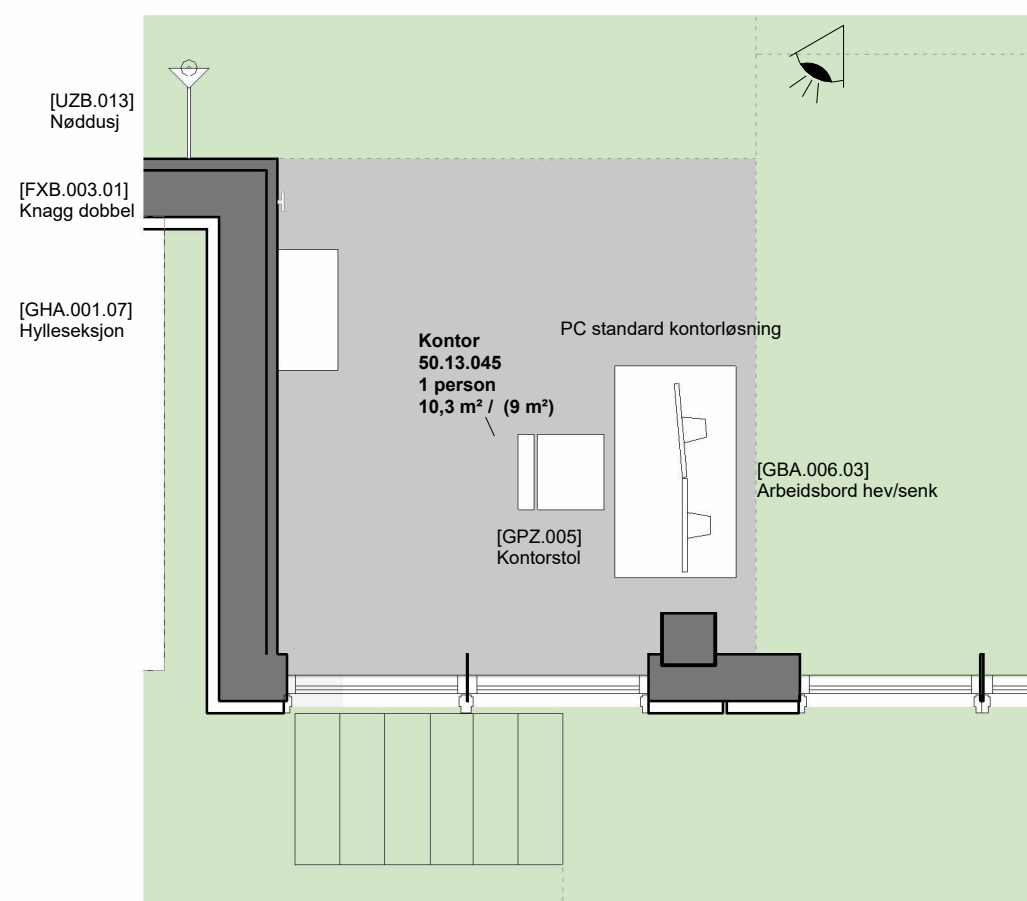 [UZB.013]
Nøddusj
[FXB.003.01]
Knagg dobbel
[GHA.001.07]
Hylleseksjon
PC standard kontorløsning
Kontor
50.13.045
1 person
10,3 m² / (9 m²)
[GBA.006.03]
Arbeidsbord hev/senk
[GPZ.005]
Kontorstol